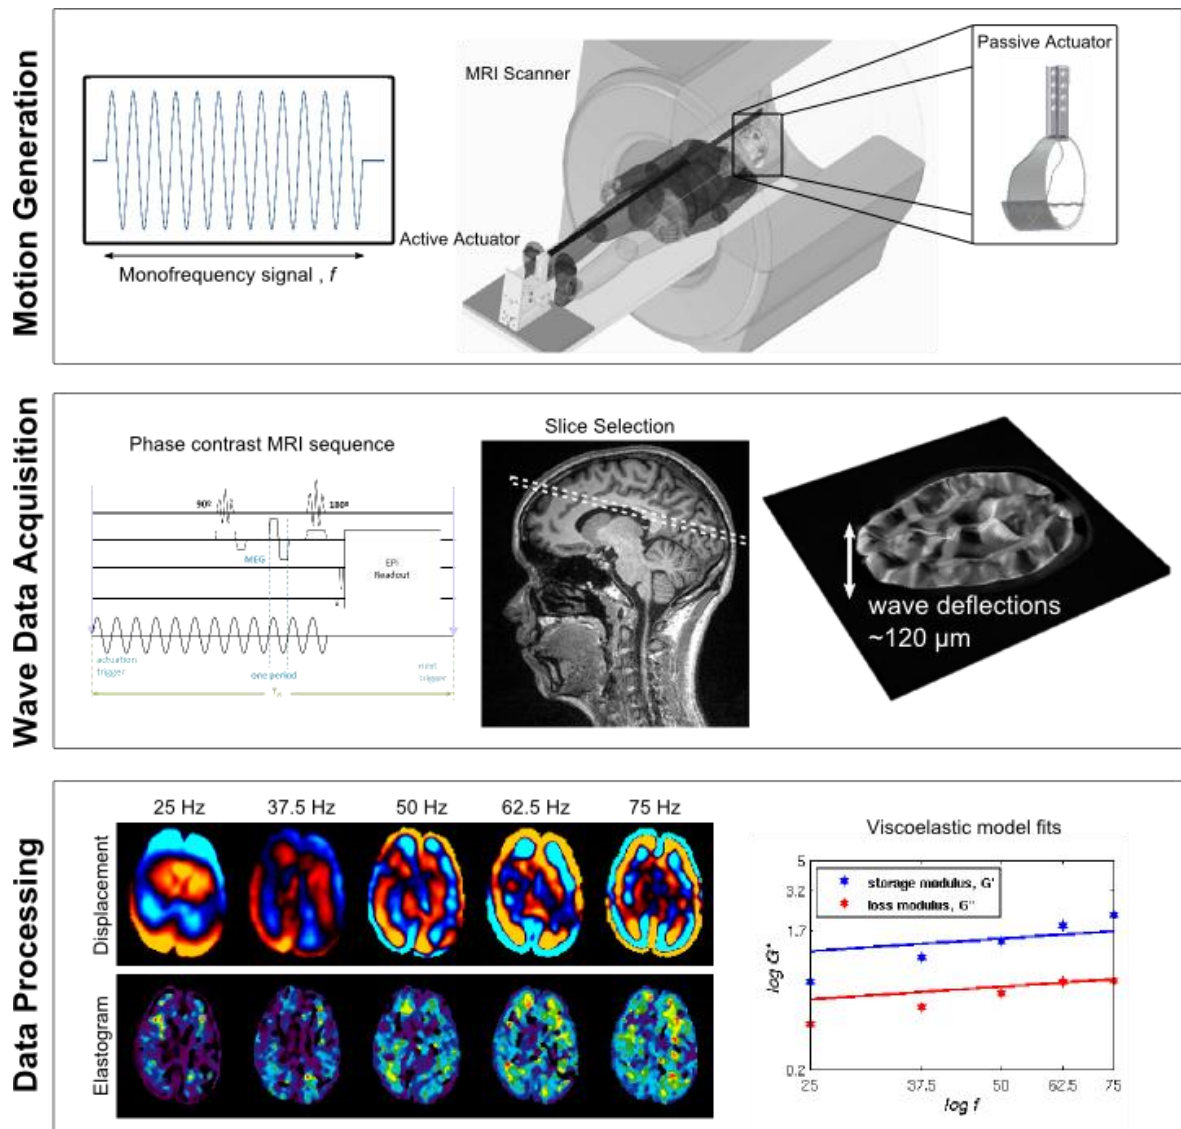 Motion Generation
MRI Scanner
Passive Actuator
Active Actuator
Monofrequency signal , f
Wave Data Acquisition
Phase contrast MRI sequence
90º
180º
MEG
EPI
Readout
actuation
trigger
one period
next
trigger
Slice Selection
wave deflections
~120 µm
Data Processing
25 Hz
37.5 Hz
50 Hz
62.5 Hz
75 Hz
Displacement
Elastogram
Viscoelastic model fits
storage modulus, G'
loss modulus, G''
log G*
5
3.2
1.7
0.2
25
37.5
50
62.5
75
log f